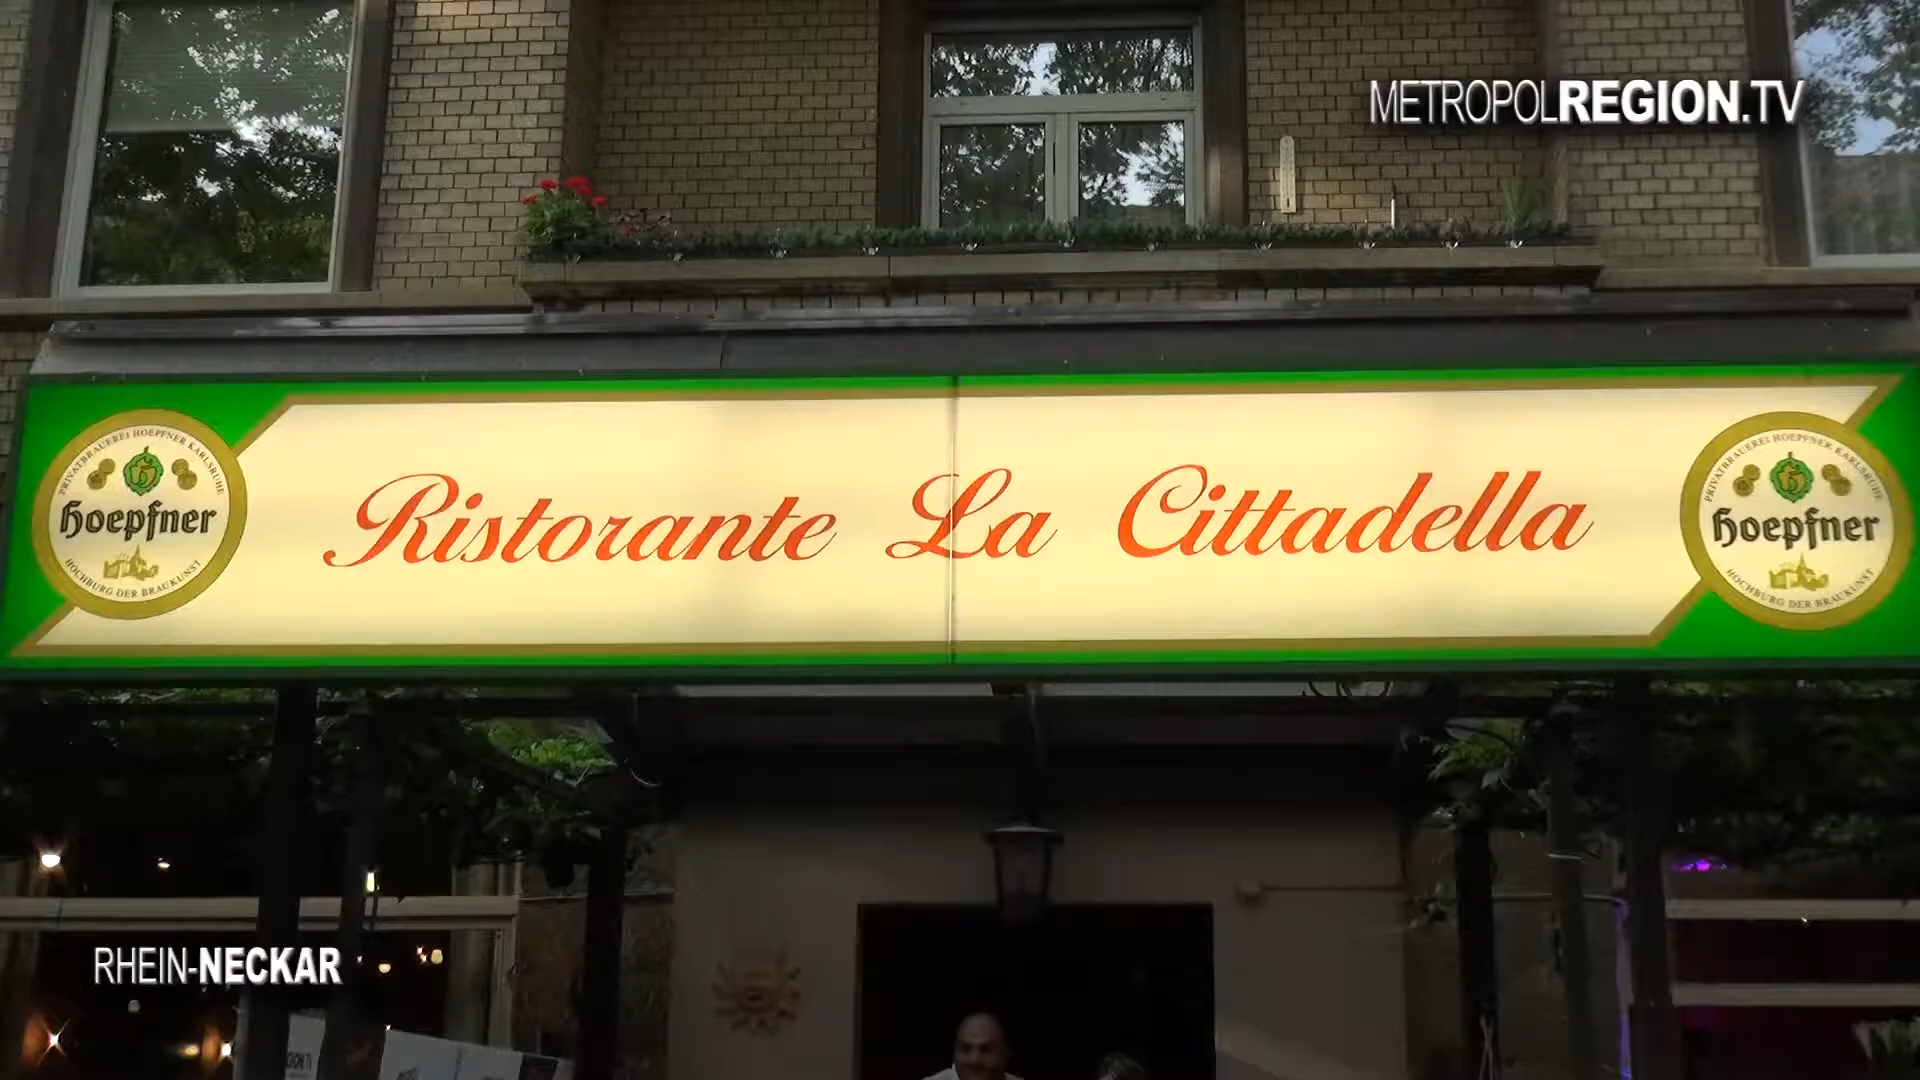 METROPOLREGION.TV
PRIVATBRAUEREI HOEPFNER KARLSRUHE
Hoepfner
HOCHBURG DER BRAUKUNST
Ristorante La Cittadella
PRIVATBRAUEREI HOEPFNER KARLSRUHE
Hoepfner
HOCHBURG DER BRAUKUNST
RHEIN-NECKAR